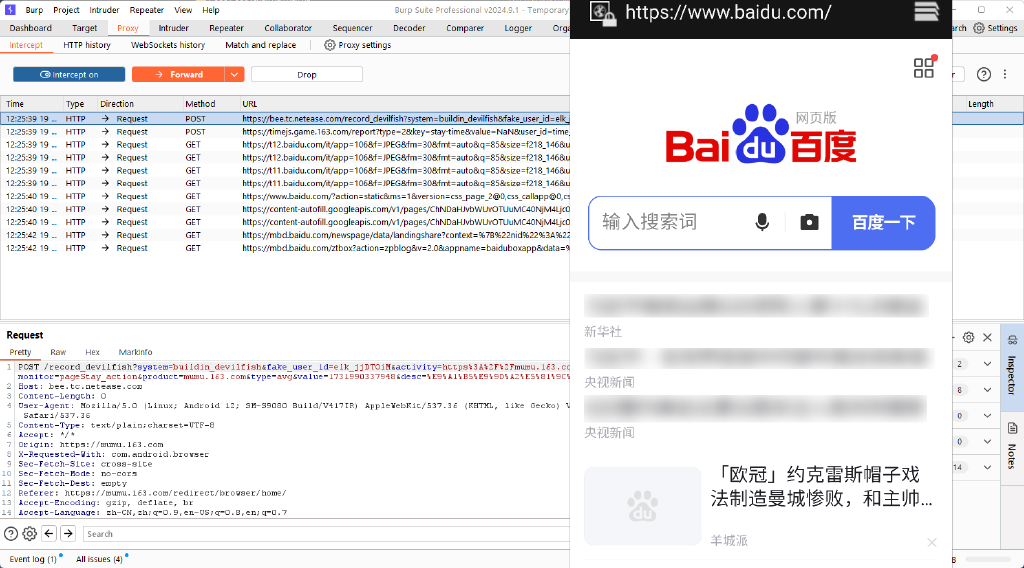 Burp Project Intruder Repeater View Help Burp Suite Professional v2024.9.1 - Temporary
Dashboard Target Proxy Intruder Repeater Collaborator Sequencer Decoder Comparer Logger Settings
Intercept HTTP history WebSockets history Match and replace Proxy settings
Intercept on Forward Drop
Time Type Direction Method URL Length
12:25:39 19 ... HTTP Request POST https://bee.tc.netease.com/record_devilfish?system=buildin_devilfish&fake_user_id=elk_j
12:25:39 19 ... HTTP Request POST https://timejs.game.163.com/report?type=2&key=stay-time&value=NaN&user_id=time
12:25:39 19 ... HTTP Request GET https://t12.baidu.com/it/app=106&f=JPEG&fm=30&fmt=auto&q=85&size=f218_146&u
12:25:39 19 ... HTTP Request GET https://t12.baidu.com/it/app=106&f=JPEG&fm=30&fmt=auto&q=85&size=f218_146&u
12:25:39 19 ... HTTP Request GET https://t11.baidu.com/it/app=106&f=JPEG&fm=30&fmt=auto&q=85&size=f218_146&u
12:25:39 19 ... HTTP Request GET https://t11.baidu.com/it/app=106&f=JPEG&fm=30&fmt=auto&q=85&size=f218_146&u
12:25:40 19 ... HTTP Request GET https://www.baidu.com/?action=static&ms=1&version=css_page_2@0,css_callapp@0,
12:25:40 19 ... HTTP Request GET https://content-autofill.googleapis.com/v1/pages/
12:25:40 19 ... HTTP Request GET https://content-autofill.googleapis.com/v1/pages/
12:25:42 19 ... HTTP Request GET https://mbd.baidu.com/newspage/data/landingshare?context=%7B%22nid%22%3A%
12:25:42 19 ... HTTP Request GET https://mbd.baidu.com/ztbox?action=zpblog&v=2.0&appname=baiduboxapp&data=%
Request
Pretty Raw Hex MarkInfo
1 POST /record_devilfish?system=buildin_devilfish&fake_user_id=elk_jjDTOiM&activity=https%3A%2F%2Fmumu.163.co
monitor=pageStay_action&product=mumu.163.com&type=avg&value=1731990337948&desc=
2 Host: bee.tc.netease.com
3 Content-Length: 0
4 User-Agent: Mozilla/5.0 (Linux; Android 12; SM-S9080 Build/V417IR) AppleWebKit/537.36 (KHTML, like Gecko) V
Safari/537.36
5 Content-Type: text/plain;charset=UTF-8
6 Accept: */*
7 Origin: https://mumu.163.com
8 X-Requested-With: com.android.browser
9 Sec-Fetch-Site: cross-site
10 Sec-Fetch-Mode: no-cors
11 Sec-Fetch-Dest: empty
12 Referer: https://mumu.163.com/redirect/browser/home/
13 Accept-Encoding: gzip, deflate, br
14 Accept-Language: zh-CN,zh;q=0.9,en-US;q=0.8,en;q=0.7
Search
Event log (1) All issues (4)
https://www.baidu.com/
网页版
Bai du 百度
输入搜索词 百度一下
新华社
央视新闻
央视新闻
「欧冠」约克雷斯帽子戏
法制造曼城惨败，和主帅...
羊城派
du
2
8
0
0
14
Inspector
Notes